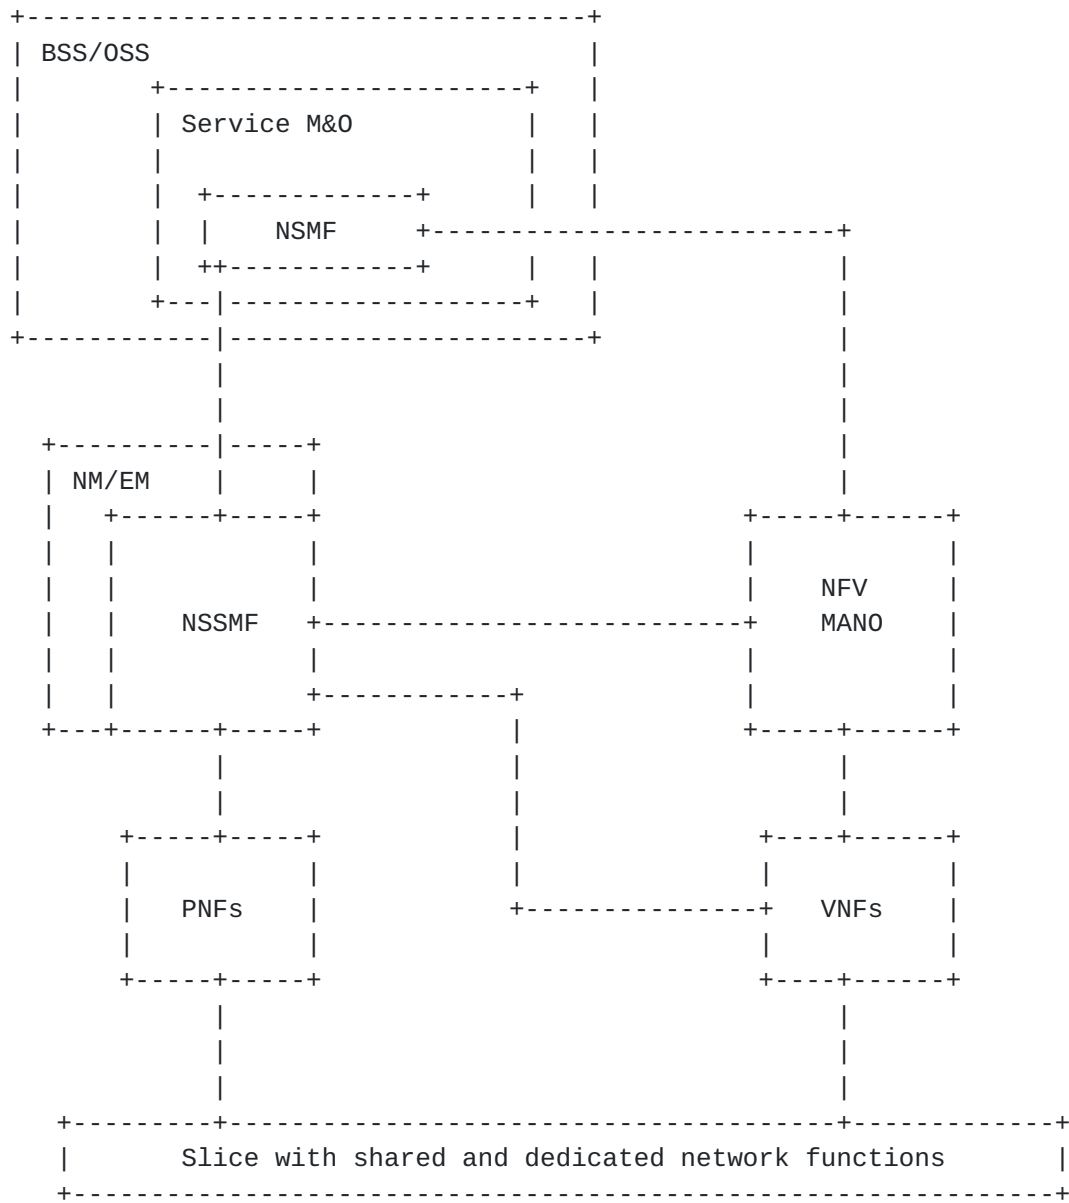 BSS/OSS
Service M&O
NSMF
NM/EM
NFV
NSSMF MANO
PNFs VNFs
Slice with shared and dedicated network functions